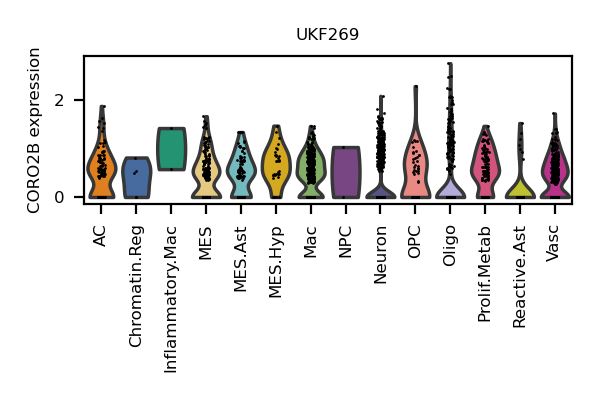 UKF269
CORO2B expression
2
0
AC
Chromatin.Reg
Inflammatory.Mac
MES
MES.Ast
MES.Hyp
Mac
NPC
Neuron
OPC
Oligo
Prolif.Metab
Reactive.Ast
Vasc